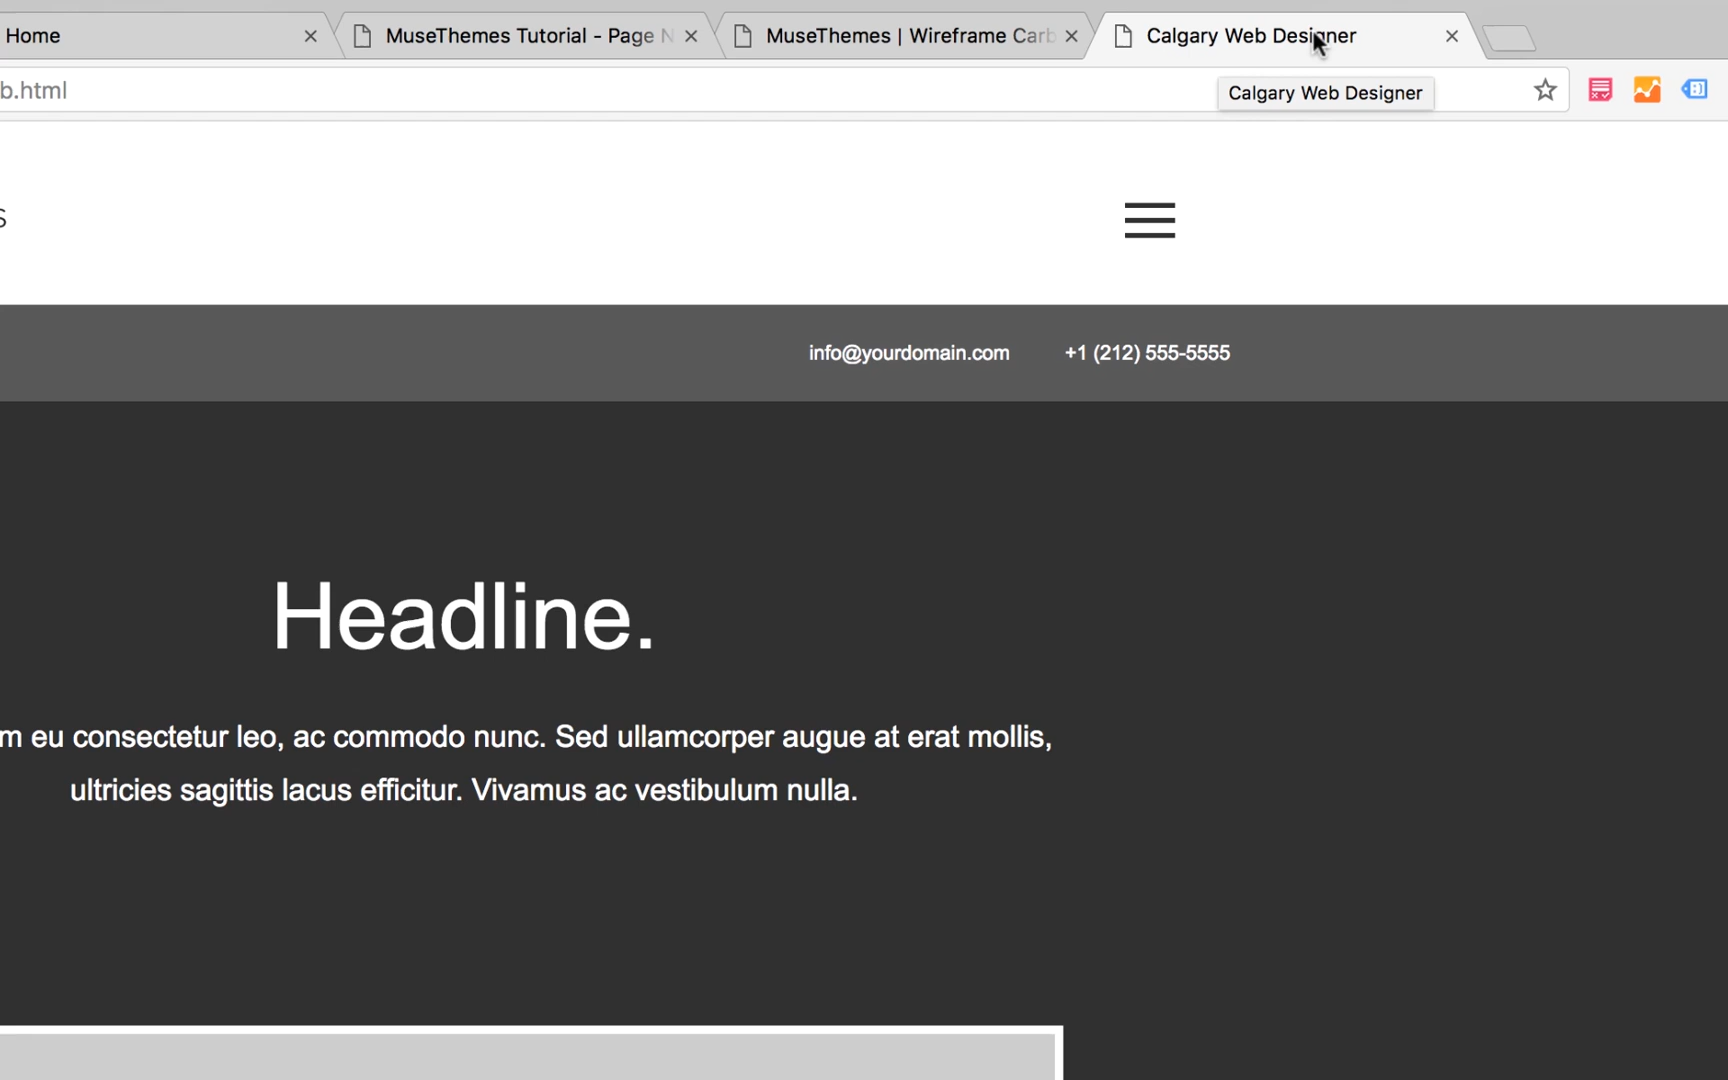 Home
MuseThemes Tutorial - Page N
MuseThemes | Wireframe Carb
Calgary Web Designer
b.html
Calgary Web Designer
s
info@yourdomain.com
+1 (212) 555-5555
Headline.
m eu consectetur leo, ac commodo nunc. Sed ullamcorper augue at erat mollis,
ultricies sagittis lacus efficitur. Vivamus ac vestibulum nulla.